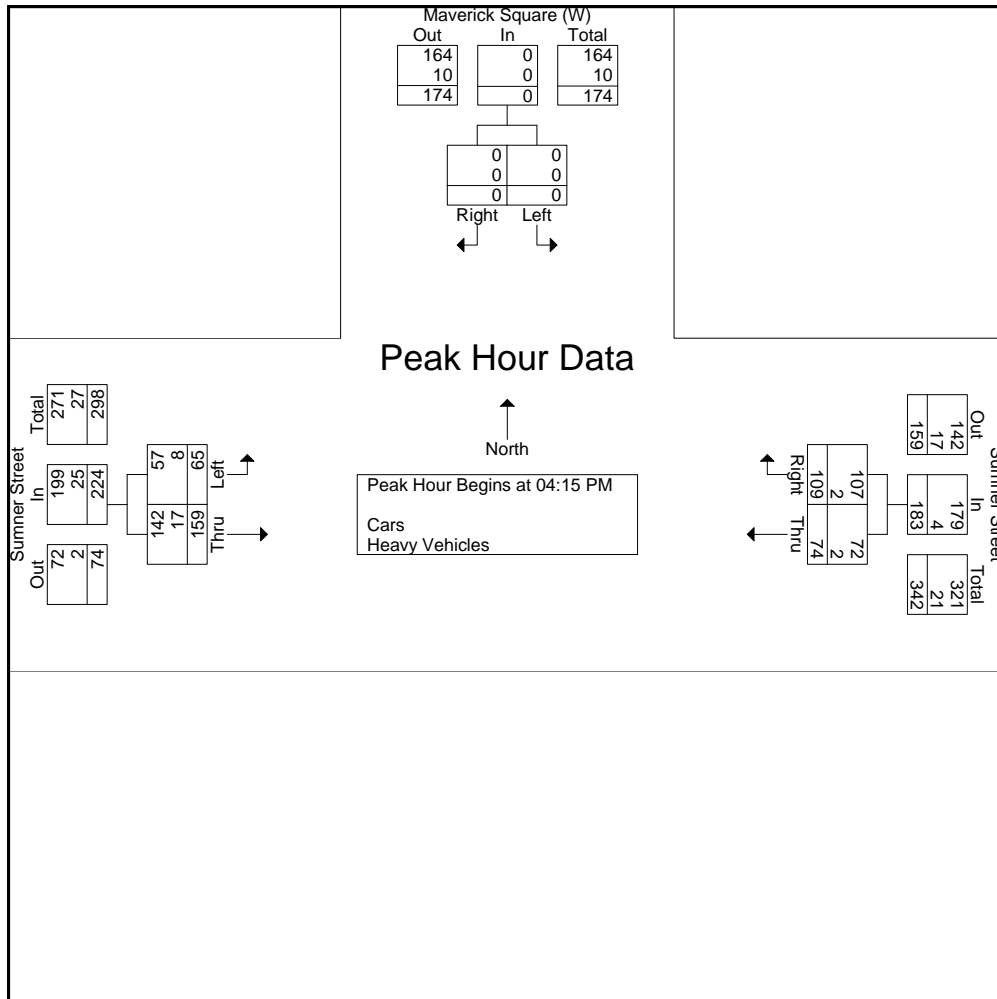 Maverick Square (W)
Out In Total
164 0 164
10 0 10
174 0 174
0 0
0 0
0 0
Right Left
Peak Hour Data
North
Peak Hour Begins at 04:15 PM
Cars
Heavy Vehicles
Sumner Street
Total
271
27
298
In
199
25
224
Out
72
2
74
Left
57
8
65
Thru
142
17
159
Sumner Street
Out
142
17
159
In
179
4
183
Total
321
21
342
Right
107
2
109
Thru
72
2
74